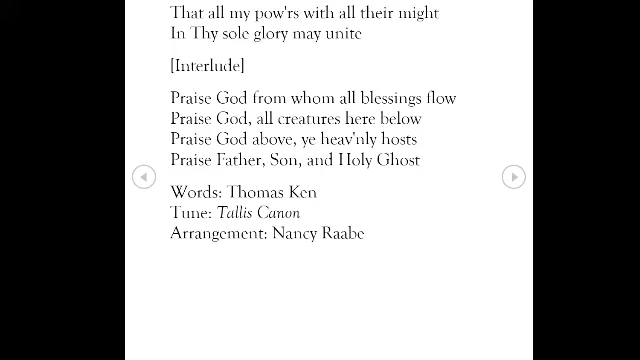 That all my pow'rs with all their might
In Thy sole glory may unite
[Interlude]
Praise God from whom all blessings flow
Praise God, all creatures here below
Praise God above, ye heav'nly hosts
Praise Father, Son, and Holy Ghost
Words: Thomas Ken
Tune: Tallis Canon
Arrangement: Nancy Raabe